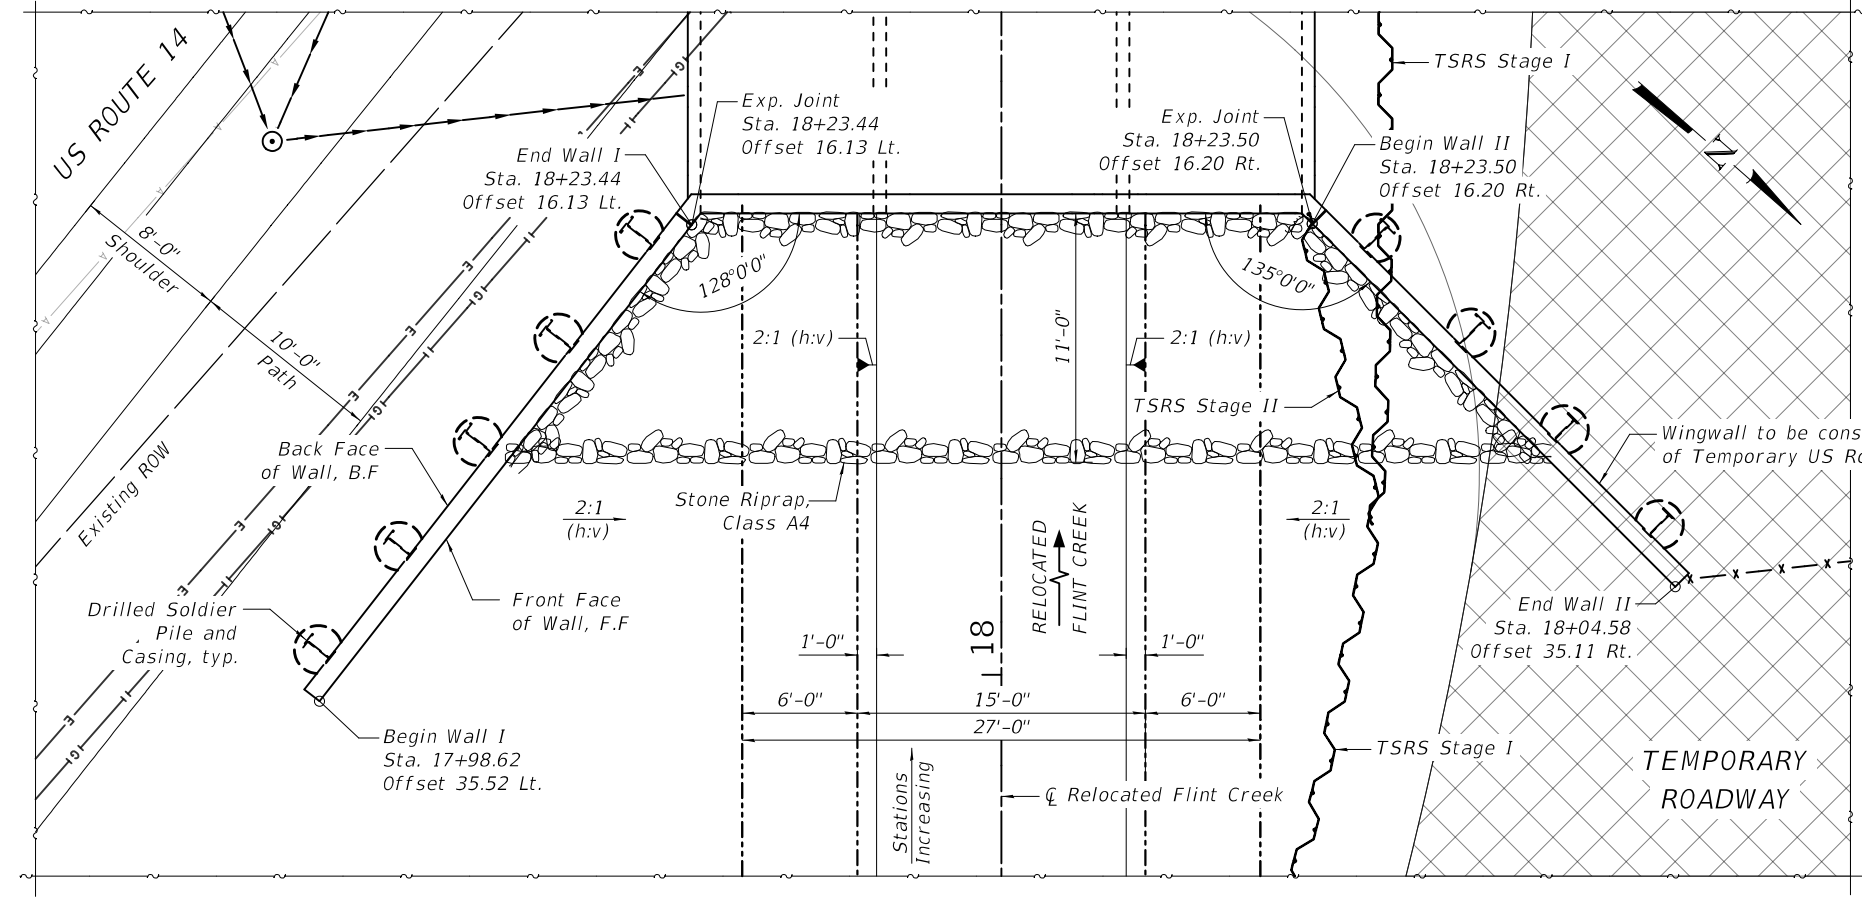 US ROUTE 14
TSRS Stage I
N
Exp. Joint
Sta. 18+23.44
Offset 16.13 Lt.
Exp. Joint
Sta. 18+23.50
Offset 16.20 Rt.
End Wall I
Sta. 18+23.44
Offset 16.13 Lt.
Begin Wall II
Sta. 18+23.50
Offset 16.20 Rt.
8'-0"
Shoulder
10'-0"
Path
128°0'0"
135°0'0"
2:1 (h:v)
11'-0"
2:1 (h:v)
TSRS Stage II
Existing ROW
Back Face
of Wall, B.F
Wingwall to be cons
of Temporary US Ro
Stone Riprap,
Class A4
2:1
(h:v)
2:1
(h:v)
RELOCATED
FLINT CREEK
Drilled Soldier
Pile and
Casing, typ.
Front Face
of Wall, F.F
End Wall II
Sta. 18+04.58
Offset 35.11 Rt.
1'-0"
18
1'-0"
6'-0"
15'-0"
6'-0"
27'-0"
Begin Wall I
Sta. 17+98.62
Offset 35.52 Lt.
TSRS Stage I
Stations
Increasing
℄ Relocated Flint Creek
TEMPORARY
ROADWAY
A
A
A
A
A
E
E
E
E
E
E
E
G
G
G
G
G
T
T
T
T
X
X
X
X